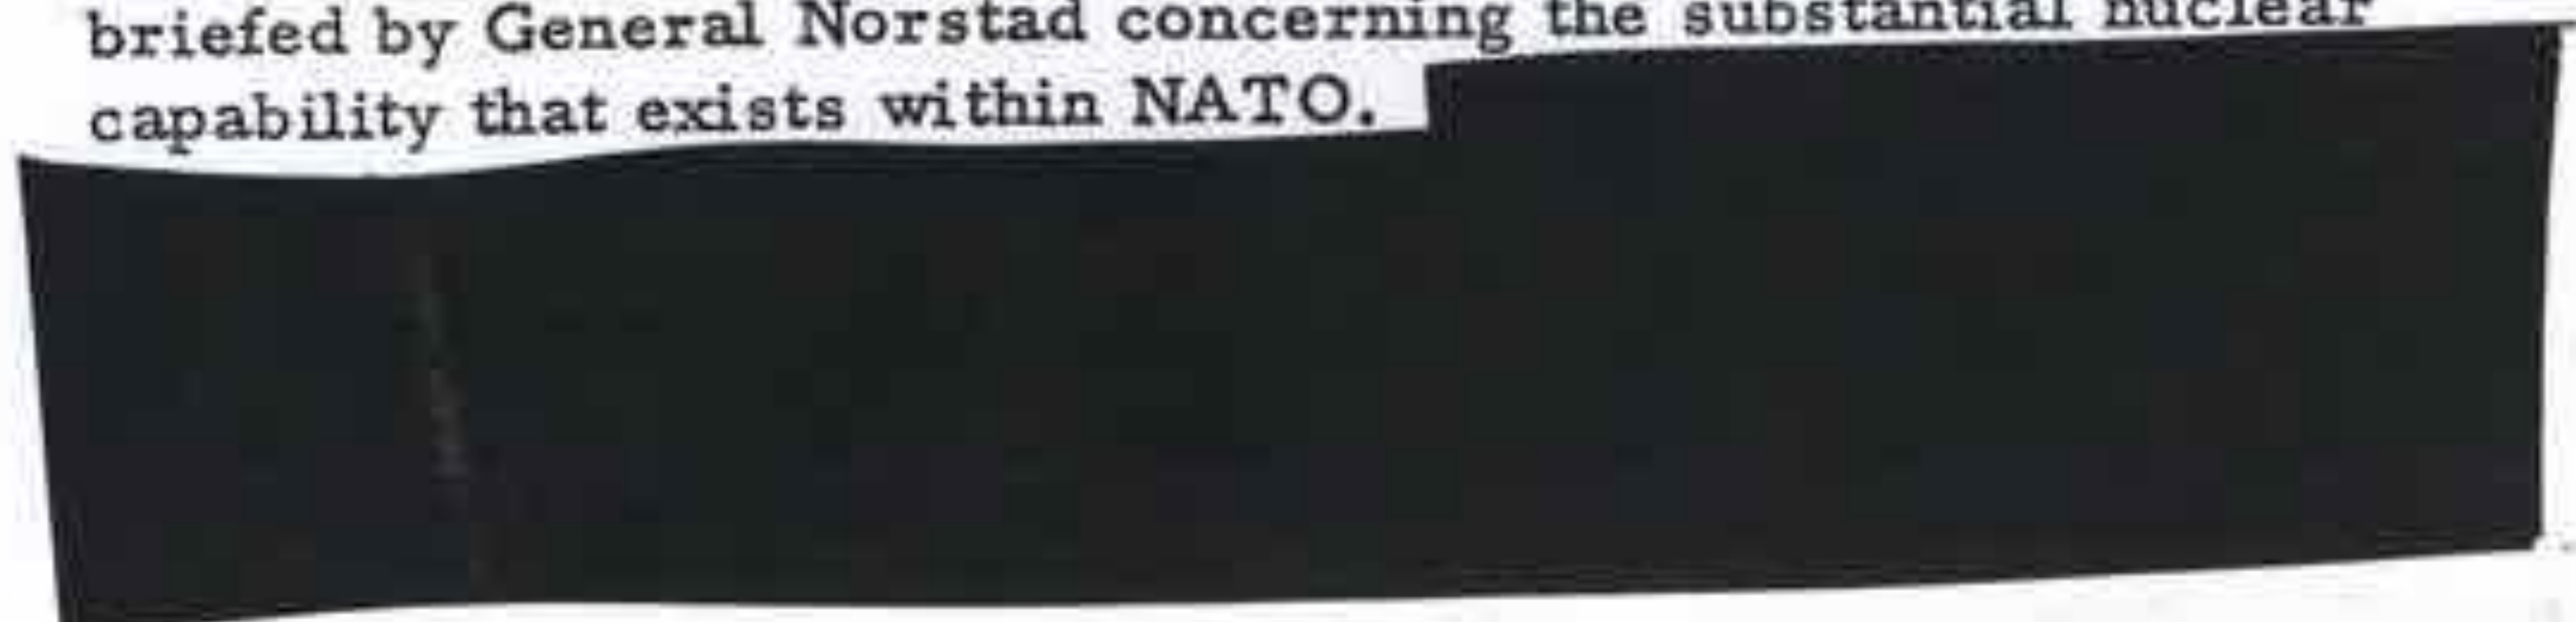 briefed by General Norstad concerning the substantial nuclear
capability that exists within NATO.